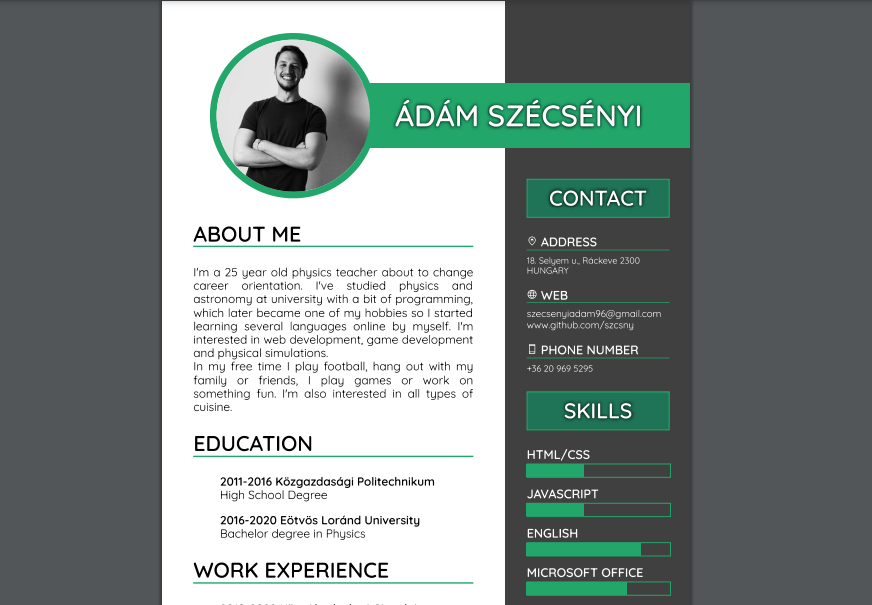 ÁDÁM SZÉCSÉNYI
ABOUT ME
I'm a 25 year old physics teacher about to change
career orientation. I've studied physics and
astronomy at university with a bit of programming,
which later became one of my hobbies so I started
learning several languages online by myself. I'm
interested in web development, game development
and physical simulations.
In my free time I play football, hang out with my
family or friends, I play games or work on
something fun. I'm also interested in all types of
cuisine.
EDUCATION
2011-2016 Közgazdasági Politechnikum
High School Degree
2016-2020 Eötvös Loránd University
Bachelor degree in Physics
WORK EXPERIENCE
CONTACT
ADDRESS
18. Selyem u., Ráckeve 2300
HUNGARY
WEB
szecsenyiadam96@gmail.com
www.github.com/szcsny
PHONE NUMBER
+36 20 969 5295
SKILLS
HTML/CSS
JAVASCRIPT
ENGLISH
MICROSOFT OFFICE